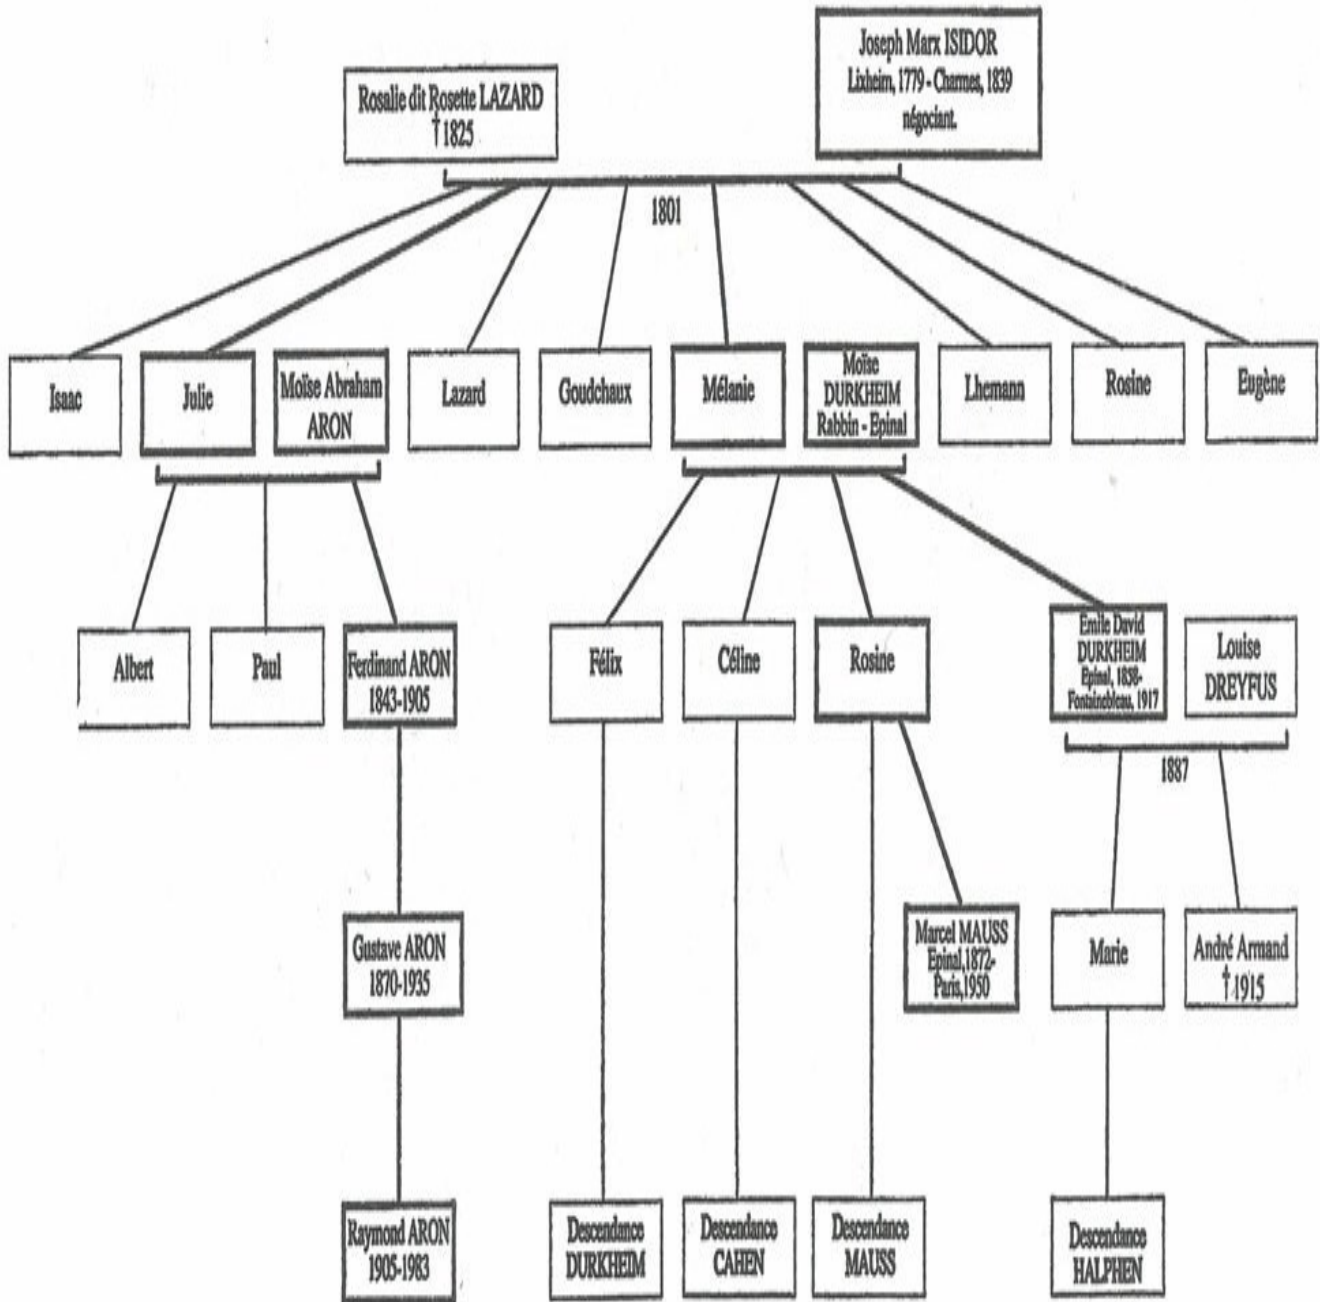 Joseph Marx ISIDOR
Lixheim, 1779 - Charmes, 1839
négociant.
Rosalie dit Rosette LAZARD
†1825
1801
Isaac
Julie
Moïse Abraham
ARON
Lazard
Goudchaux
Mélanie
Moïse
DURKHEIM
Rabbin - Epinal
Lhemann
Rosine
Eugène
Albert
Paul
Ferdinand ARON
1843-1905
Félix
Céline
Rosine
Emile David
DURKHEIM
Epinal, 1858-
Fontainebleau, 1917
Louise
DREYFUS
1887
Gustave ARON
1870-1935
Marcel MAUSS
Epinal,1872-
Paris,1950
Marie
André Armand
†1915
Raymond ARON
1905-1983
Descendance
DURKHEIM
Descendance
CAHEN
Descendance
MAUSS
Descendance
HALPHEN